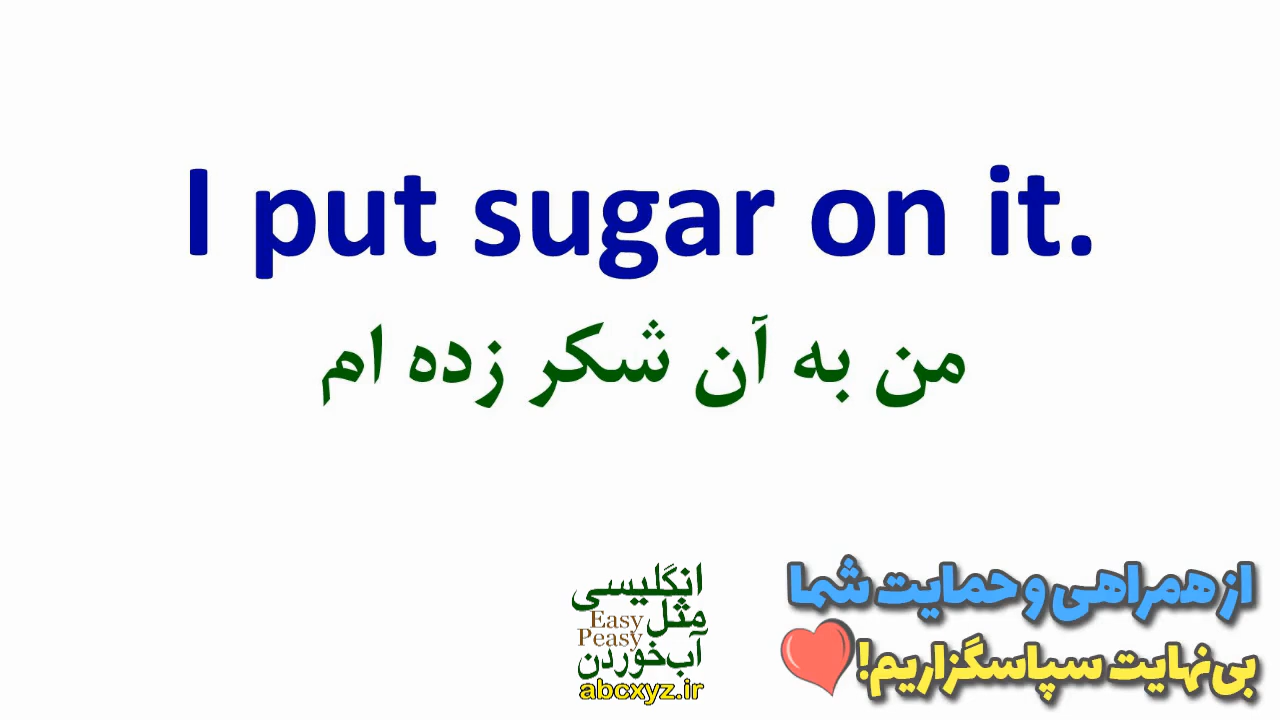 I put sugar on it.
من به آن شکر زده ام
انگلیسی
مثل
Easy
Peasy
آب‌خوردن
abcxyz.ir
از همراهی و حمایت شما
بی‌نهایت سپاسگزاریم!